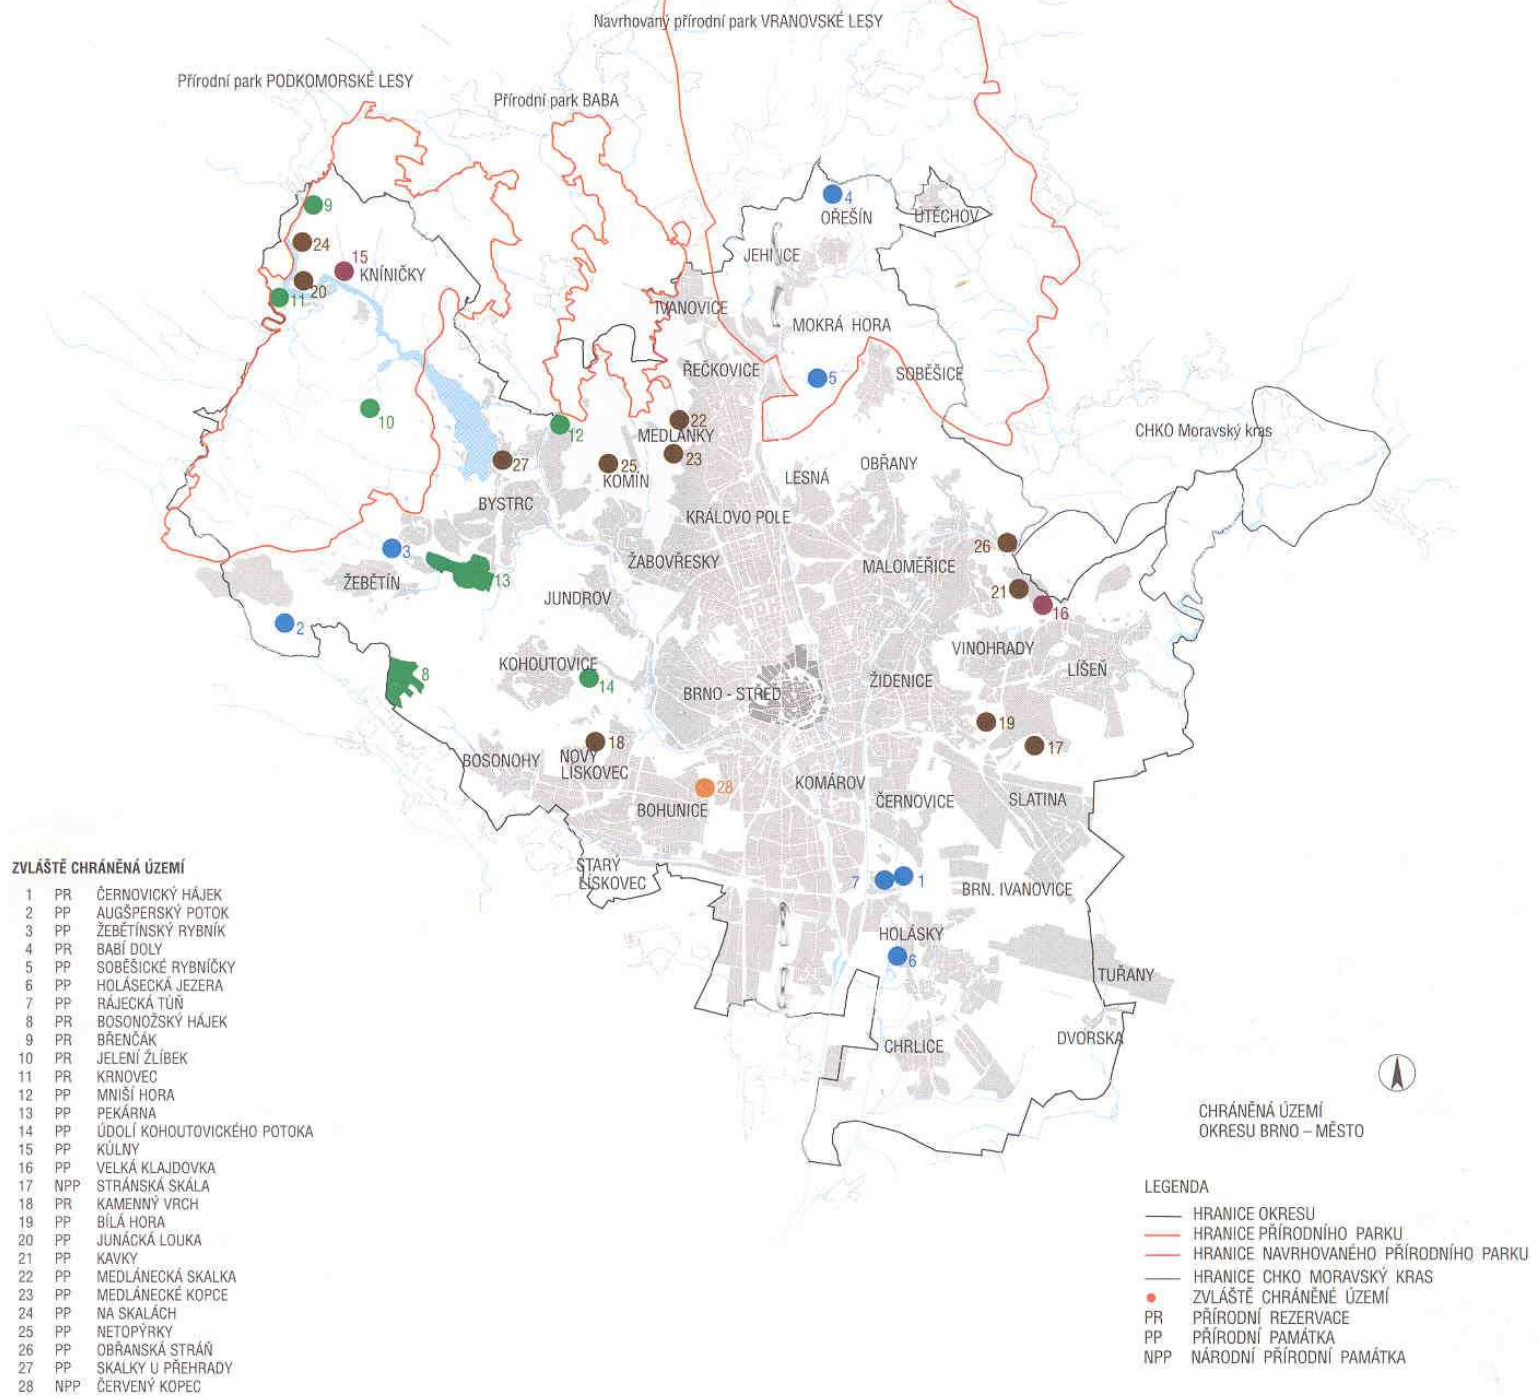 Navrhovaný přírodní park VRANOVSKÉ LESY
Přírodní park PODKOMORSKÉ LESY
Přírodní park BABA
4
OŘEŠÍN
ÚTĚCHOV
9
24
15
KNÍNIČKY
20
11
JEHNICE
IVANOVICE
MOKRÁ HORA
ŘEČKOVICE
5
SOBĚŠICE
10
12
22
MEDLÁNKY
23
CHKO Moravský kras
27
25
KOMÍN
LESNÁ
OBŘANY
BYSTRC
KRÁLOVO POLE
3
ŽEBĚTÍN
13
ŽABOVŘESKY
MALOMĚŘICE
26
21
16
JUNDROV
2
VINOHRADY
LÍŠEŇ
8
KOHOUTOVICE
14
BRNO - STŘED
ŽIDENICE
19
17
18
BOSONOHY
NOVÝ
LÍSKOVEC
28
BOHUNICE
KOMÁROV
ČERNOVICE
SLATINA
STARÝ
LÍSKOVEC
7
1
BRN. IVANOVICE
HOLÁSKY
6
TUŘANY
CHRLICE
DVORSKA
ZVLÁŠTĚ CHRÁNĚNÁ ÚZEMÍ
1 PR ČERNOVICKÝ HÁJEK
2 PP AUGŠPERSKÝ POTOK
3 PP ŽEBĚTÍNSKÝ RYBNÍK
4 PR BABÍ DOLY
5 PP SOBĚŠICKÉ RYBNÍČKY
6 PP HOLÁSECKÁ JEZERA
7 PP RÁJECKÁ TŮŇ
8 PR BOSONOŽSKÝ HÁJEK
9 PR BŘENČÁK
10 PR JELENÍ ŽLÍBEK
11 PR KRNOVEC
12 PP MNIŠÍ HORA
13 PP PEKÁRNA
14 PP ÚDOLÍ KOHOUTOVICKÉHO POTOKA
15 PP KŮLNY
16 PP VELKÁ KLAJDOVKA
17 NPP STRÁNSKÁ SKÁLA
18 PR KAMENNÝ VRCH
19 PP BÍLÁ HORA
20 PP JUNÁCKÁ LOUKA
21 PP KAVKY
22 PP MEDLÁNECKÁ SKALKA
23 PP MEDLÁNECKÉ KOPCE
24 PP NA SKALÁCH
25 PP NETOPÝRKY
26 PP OBŘANSKÁ STRÁŇ
27 PP SKALKY U PŘEHRADY
28 NPP ČERVENÝ KOPEC
CHRÁNĚNÁ ÚZEMÍ
OKRESU BRNO – MĚSTO
LEGENDA
HRANICE OKRESU
HRANICE PŘÍRODNÍHO PARKU
HRANICE NAVRHOVANÉHO PŘÍRODNÍHO PARKU
HRANICE CHKO MORAVSKÝ KRAS
ZVLÁŠTĚ CHRÁNĚNÉ ÚZEMÍ
PR PŘÍRODNÍ REZERVACE
PP PŘÍRODNÍ PAMÁTKA
NPP NÁRODNÍ PŘÍRODNÍ PAMÁTKA